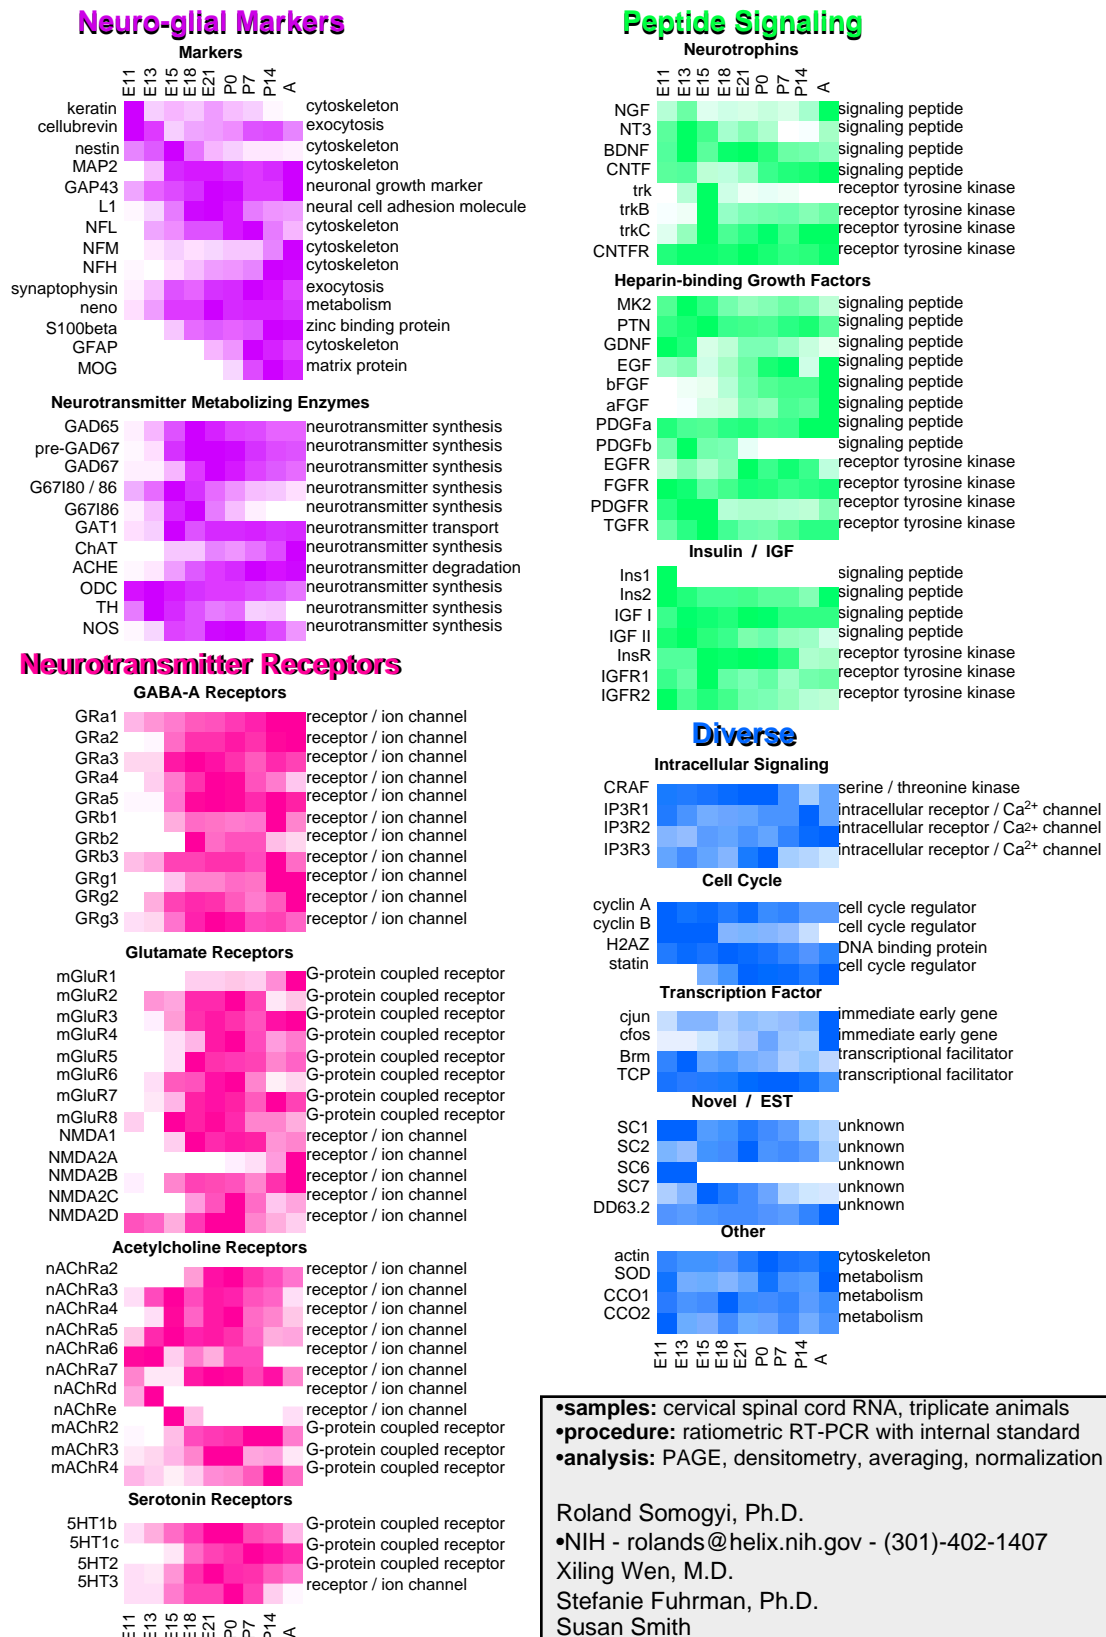 Neuro-glial Markers
Markers
E11 E13 E15 E18 E21 P0 P7 P14 A
keratin cytoskeleton
cellubrevin exocytosis
nestin cytoskeleton
MAP2 cytoskeleton
GAP43 neuronal growth marker
L1 neural cell adhesion molecule
NFL cytoskeleton
NFM cytoskeleton
NFH cytoskeleton
synaptophysin exocytosis
neno metabolism
S100beta zinc binding protein
GFAP cytoskeleton
MOG matrix protein
Neurotransmitter Metabolizing Enzymes
GAD65 neurotransmitter synthesis
pre-GAD67 neurotransmitter synthesis
GAD67 neurotransmitter synthesis
G67I80 / 86 neurotransmitter synthesis
G67I86 neurotransmitter synthesis
GAT1 neurotransmitter transport
ChAT neurotransmitter synthesis
ACHE neurotransmitter degradation
ODC neurotransmitter synthesis
TH neurotransmitter synthesis
NOS neurotransmitter synthesis
Neurotransmitter Receptors
GABA-A Receptors
GRa1 receptor / ion channel
GRa2 receptor / ion channel
GRa3 receptor / ion channel
GRa4 receptor / ion channel
GRa5 receptor / ion channel
GRb1 receptor / ion channel
GRb2 receptor / ion channel
GRb3 receptor / ion channel
GRg1 receptor / ion channel
GRg2 receptor / ion channel
GRg3 receptor / ion channel
Glutamate Receptors
mGluR1 G-protein coupled receptor
mGluR2 G-protein coupled receptor
mGluR3 G-protein coupled receptor
mGluR4 G-protein coupled receptor
mGluR5 G-protein coupled receptor
mGluR6 G-protein coupled receptor
mGluR7 G-protein coupled receptor
mGluR8 G-protein coupled receptor
NMDA1 receptor / ion channel
NMDA2A receptor / ion channel
NMDA2B receptor / ion channel
NMDA2C receptor / ion channel
NMDA2D receptor / ion channel
Acetylcholine Receptors
nAChRa2 receptor / ion channel
nAChRa3 receptor / ion channel
nAChRa4 receptor / ion channel
nAChRa5 receptor / ion channel
nAChRa6 receptor / ion channel
nAChRa7 receptor / ion channel
nAChRd receptor / ion channel
nAChRe receptor / ion channel
mAChR2 G-protein coupled receptor
mAChR3 G-protein coupled receptor
mAChR4 G-protein coupled receptor
Serotonin Receptors
5HT1b G-protein coupled receptor
5HT1c G-protein coupled receptor
5HT2 G-protein coupled receptor
5HT3 receptor / ion channel
E11 E13 E15 E18 E21 P0 P7 P14 A
Peptide Signaling
Neurotrophins
E11 E13 E15 E18 E21 P0 P7 P14 A
NGF signaling peptide
NT3 signaling peptide
BDNF signaling peptide
CNTF signaling peptide
trk receptor tyrosine kinase
trkB receptor tyrosine kinase
trkC receptor tyrosine kinase
CNTFR receptor tyrosine kinase
Heparin-binding Growth Factors
MK2 signaling peptide
PTN signaling peptide
GDNF signaling peptide
EGF signaling peptide
bFGF signaling peptide
aFGF signaling peptide
PDGFa signaling peptide
PDGFb signaling peptide
EGFR receptor tyrosine kinase
FGFR receptor tyrosine kinase
PDGFR receptor tyrosine kinase
TGFR receptor tyrosine kinase
Insulin / IGF
Ins1 signaling peptide
Ins2 signaling peptide
IGF I signaling peptide
IGF II signaling peptide
InsR receptor tyrosine kinase
IGFR1 receptor tyrosine kinase
IGFR2 receptor tyrosine kinase
Diverse
Intracellular Signaling
CRAF serine / threonine kinase
IP3R1 intracellular receptor / Ca2+ channel
IP3R2 intracellular receptor / Ca2+ channel
IP3R3 intracellular receptor / Ca2+ channel
Cell Cycle
cyclin A cell cycle regulator
cyclin B cell cycle regulator
H2AZ DNA binding protein
statin cell cycle regulator
Transcription Factor
cjun immediate early gene
cfos immediate early gene
Brm transcriptional facilitator
TCP transcriptional facilitator
Novel / EST
SC1 unknown
SC2 unknown
SC6 unknown
SC7 unknown
DD63.2 unknown
Other
actin cytoskeleton
SOD metabolism
CCO1 metabolism
CCO2 metabolism
E11 E13 E15 E18 E21 P0 P7 P14 A
•samples: cervical spinal cord RNA, triplicate animals
•procedure: ratiometric RT-PCR with internal standard
•analysis: PAGE, densitometry, averaging, normalization
Roland Somogyi, Ph.D.
•NIH - rolands@helix.nih.gov - (301)-402-1407
Xiling Wen, M.D.
Stefanie Fuhrman, Ph.D.
Susan Smith